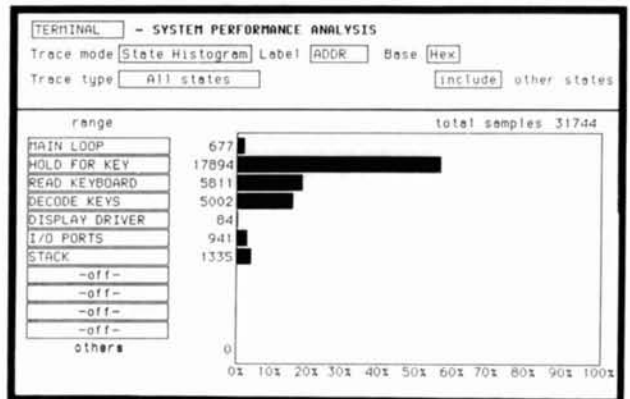 TERMINAL - SYSTEM PERFORMANCE ANALYSIS
Trace mode State Histogram Label ADDR Base Hex
Trace type All states include other states
range total samples 31744
MAIN LOOP 677
HOLD FOR KEY 17894
READ KEYBOARD 5811
DECODE KEYS 5002
DISPLAY DRIVER 84
I/O PORTS 941
STACK 1335
-off-
-off-
-off-
-off-
others 0
0% 10% 20% 30% 40% 50% 60% 70% 80% 90% 100%